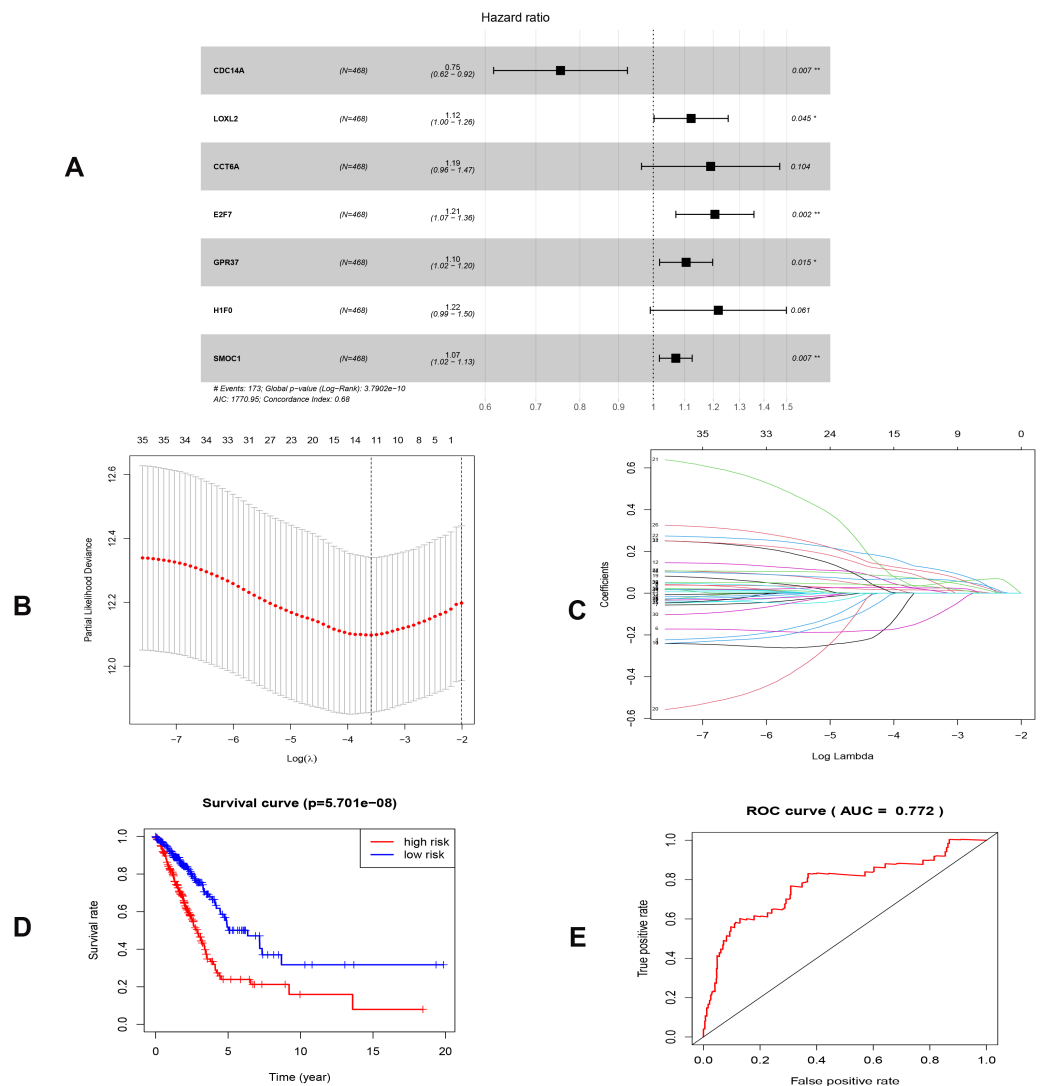 Hazard ratio
A
CDC14A (N=468) 0.75 (0.62 − 0.92) 0.007 **
LOXL2 (N=468) 1.12 (1.00 − 1.26) 0.045 *
CCT6A (N=468) 1.19 (0.96 − 1.47) 0.104
E2F7 (N=468) 1.21 (1.07 − 1.36) 0.002 **
GPR37 (N=468) 1.10 (1.02 − 1.20) 0.015 *
H1F0 (N=468) 1.22 (0.99 − 1.50) 0.061
SMOC1 (N=468) 1.07 (1.02 − 1.13) 0.007 **
# Events: 173; Global p−value (Log−Rank): 3.7902e−10
AIC: 1770.95; Concordance Index: 0.68
0.6 0.7 0.8 0.9 1 1.1 1.2 1.3 1.4 1.5
B
35 35 34 34 33 31 27 23 20 15 14 11 10 8 5 1
Partial Likelihood Deviance
12.6
12.4
12.2
12.0
−7 −6 −5 −4 −3 −2
Log(λ)
C
35 33 24 15 9 0
Coefficients
0.6
0.4
0.2
0.0
−0.2
−0.4
−0.6
21
26
22
12
30
6
20
−7 −6 −5 −4 −3 −2
Log Lambda
D
Survival curve (p=5.701e−08)
high risk
low risk
Survival rate
1.0
0.8
0.6
0.4
0.2
0.0
0 5 10 15 20
Time (year)
E
ROC curve ( AUC = 0.772 )
True positive rate
1.0
0.8
0.6
0.4
0.2
0.0
0.0 0.2 0.4 0.6 0.8 1.0
False positive rate